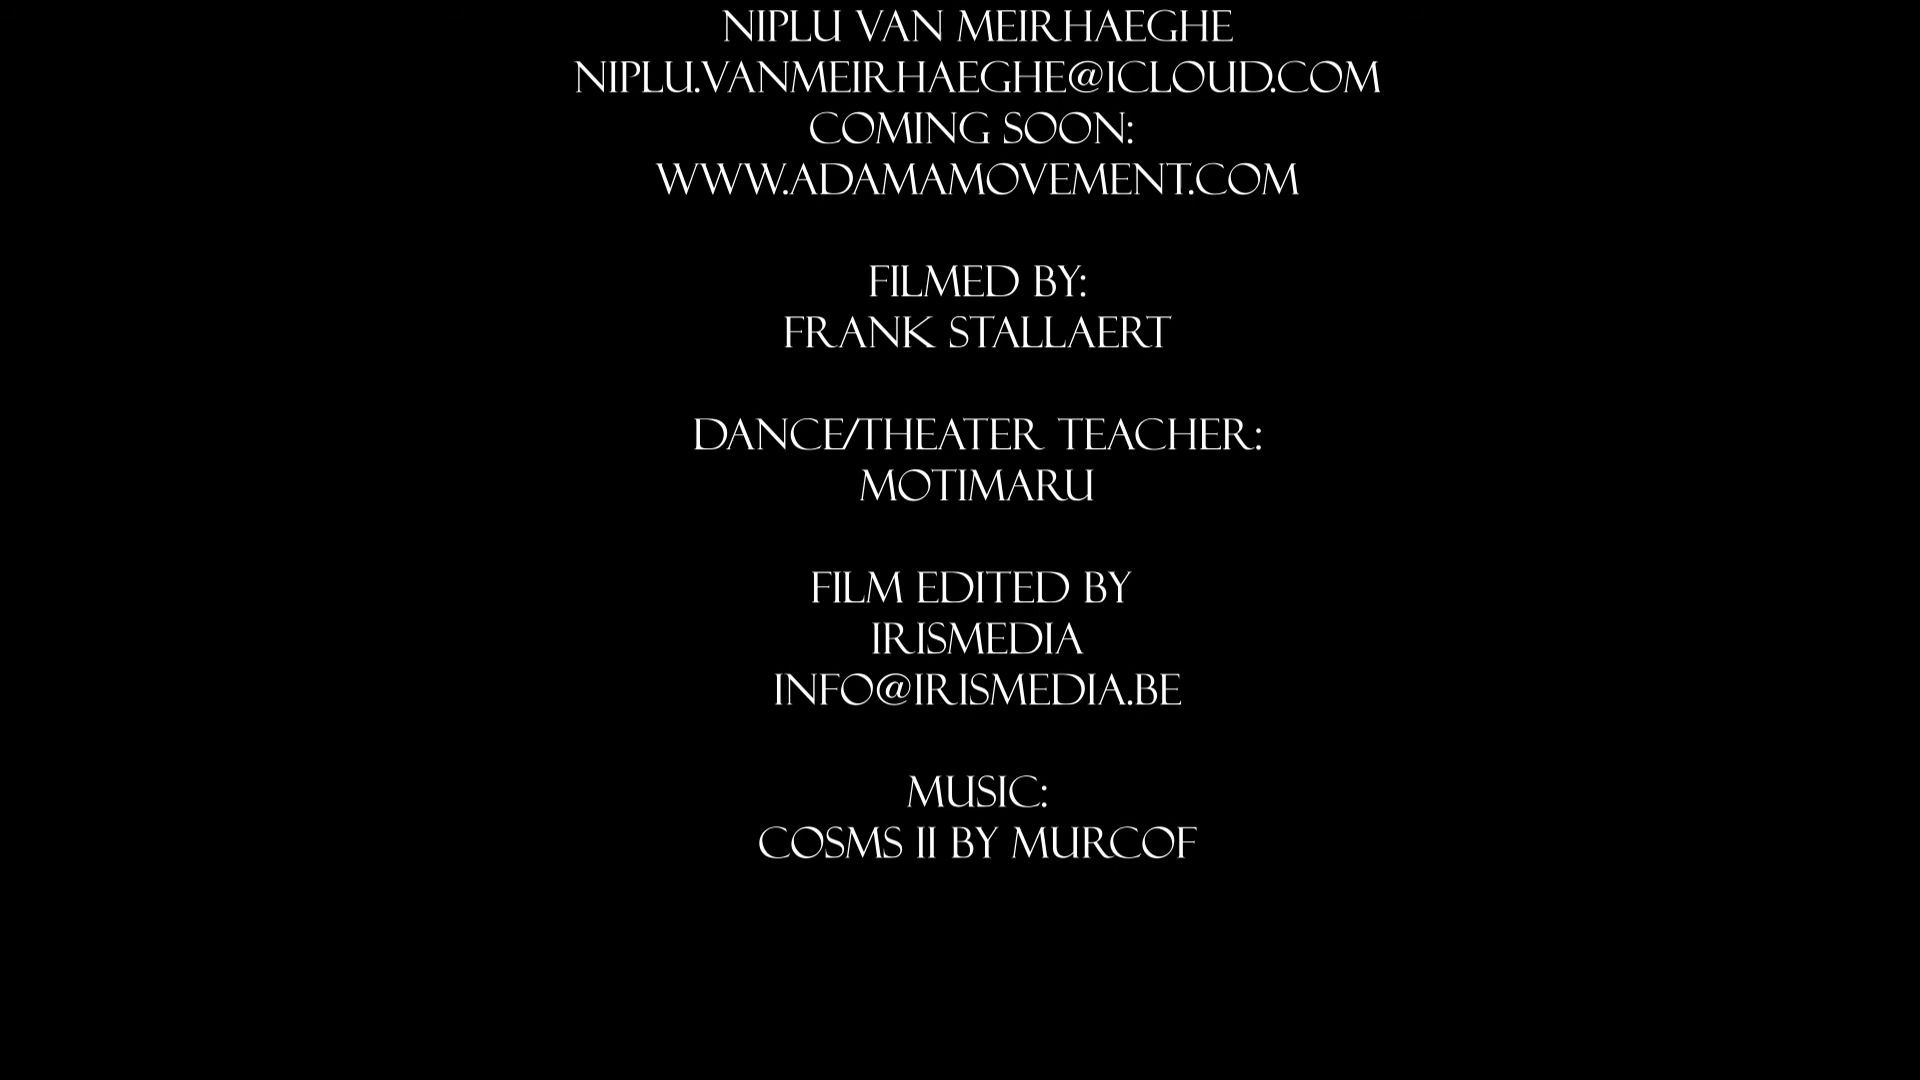 NIPLU VAN MEIRHAEGHE
NIPLU.VANMEIRHAEGHE@ICLOUD.COM
COMING SOON:
WWW.ADAMAMOVEMENT.COM
FILMED BY:
FRANK STALLAERT
DANCE/THEATER TEACHER:
MOTIMARU
FILM EDITED BY
IRISMEDIA
INFO@IRISMEDIA.BE
MUSIC:
COSMS II BY MURCOF